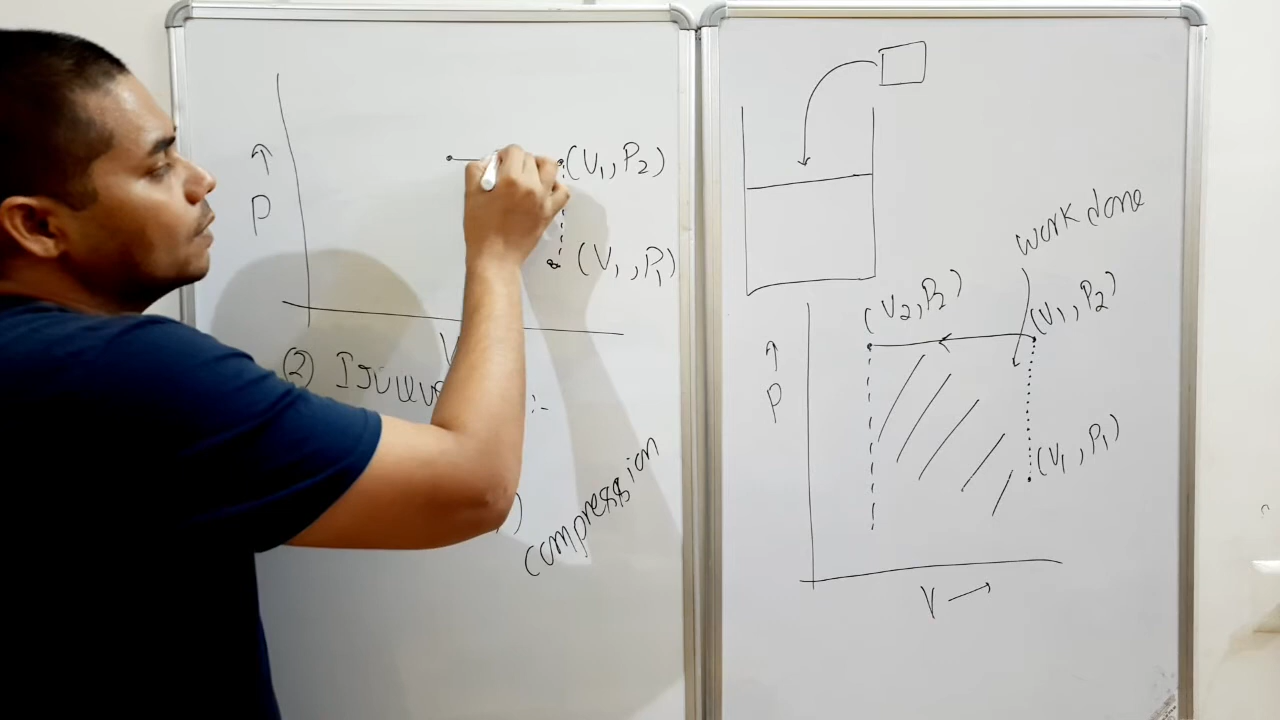 ↑
P
(V₁, P₂)
(V₁, P₁)
(2)
:-
compression
work done
(V₂, P₂)
(V₁, P₂)
↑
P
(V₁, P₁)
V →